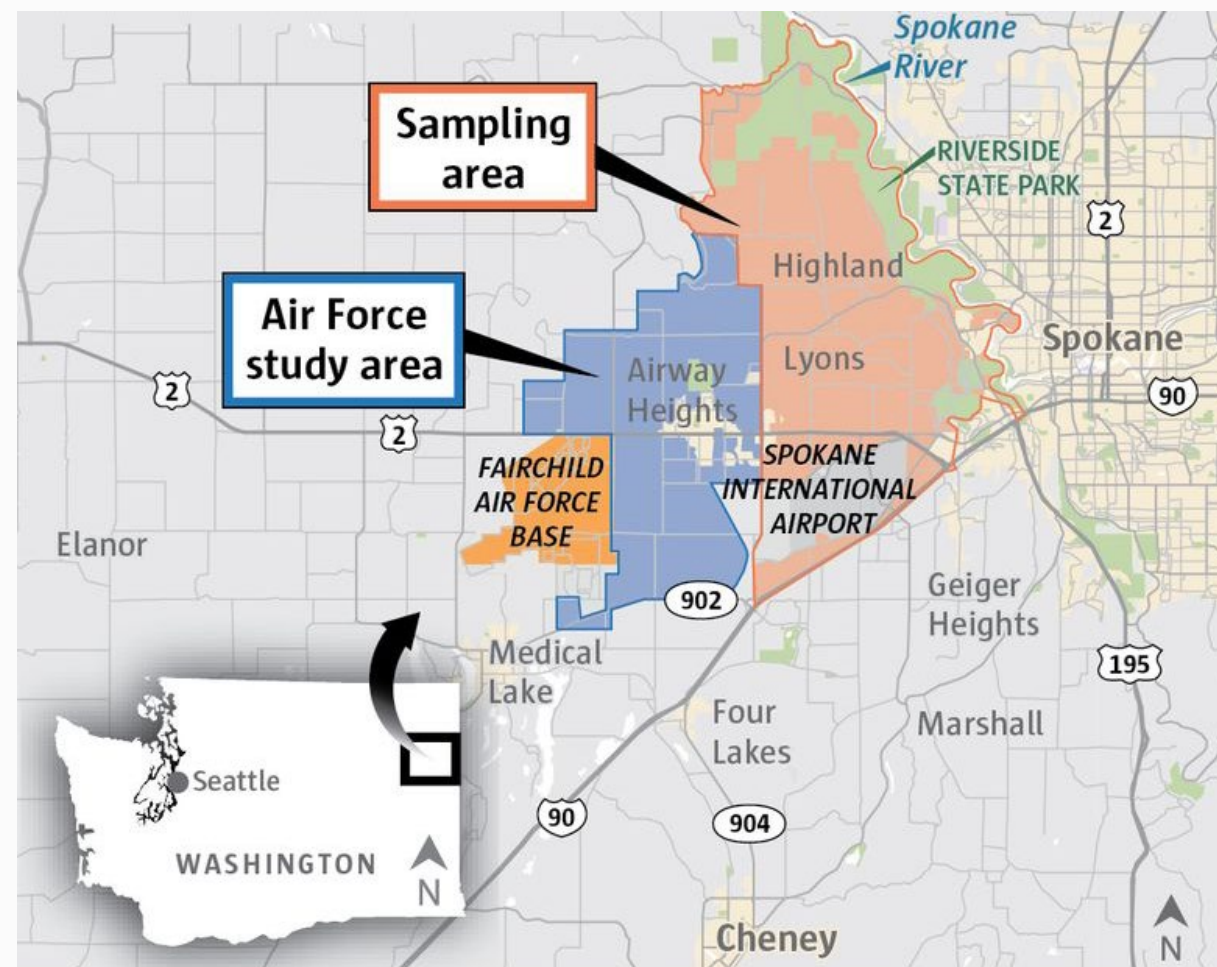 Spokane
River
Sampling
area
RIVERSIDE
STATE PARK
2
Highland
Air Force
study area
Spokane
Lyons
Airway
Heights
2
90
2
FAIRCHILD
AIR FORCE
BASE
SPOKANE
INTERNATIONAL
AIRPORT
Elanor
902
Geiger
Heights
Medical
Lake
195
Four
Lakes
Marshall
Seattle
90
904
WASHINGTON
N
Cheney
N